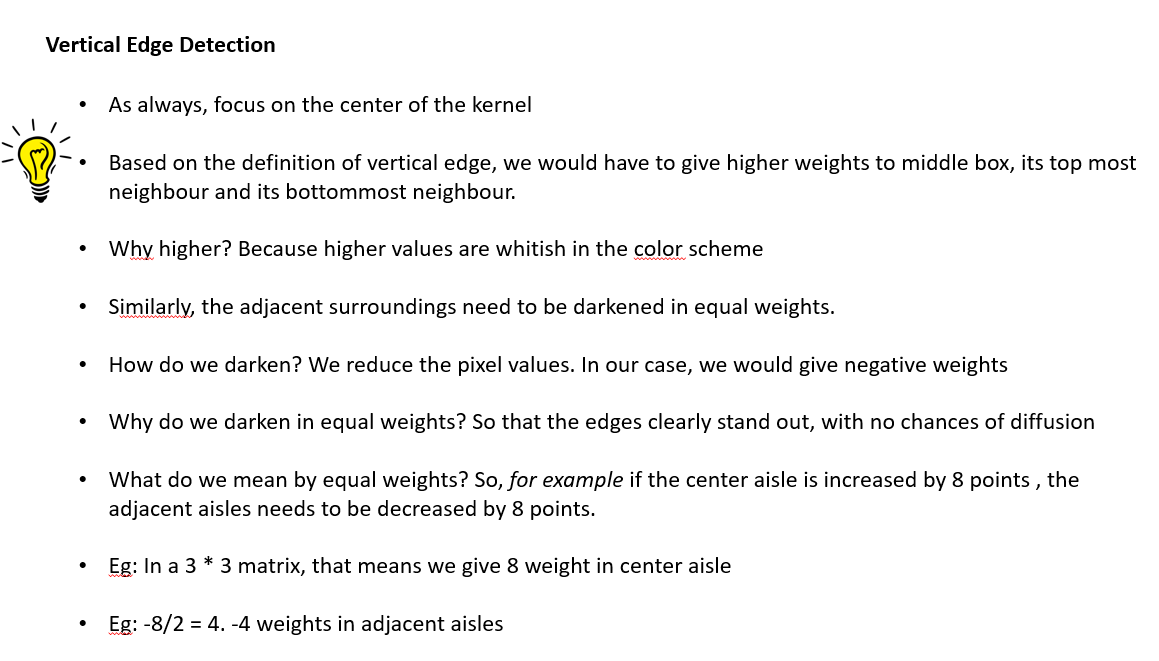 Vertical Edge Detection
• As always, focus on the center of the kernel
• Based on the definition of vertical edge, we would have to give higher weights to middle box, its top most
neighbour and its bottommost neighbour.
• Why higher? Because higher values are whitish in the color scheme
• Similarly, the adjacent surroundings need to be darkened in equal weights.
• How do we darken? We reduce the pixel values. In our case, we would give negative weights
• Why do we darken in equal weights? So that the edges clearly stand out, with no chances of diffusion
• What do we mean by equal weights? So, for example if the center aisle is increased by 8 points , the
adjacent aisles needs to be decreased by 8 points.
• Eg: In a 3 * 3 matrix, that means we give 8 weight in center aisle
• Eg: -8/2 = 4. -4 weights in adjacent aisles